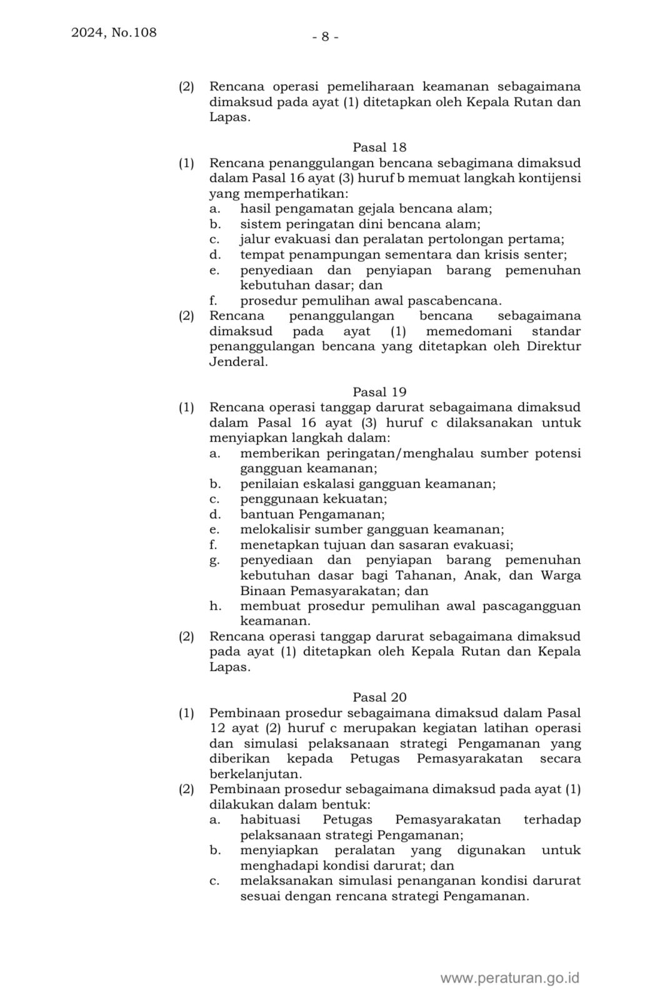 2024, No.108
- 8 -
(2) Rencana operasi pemeliharaan keamanan sebagaimana
dimaksud pada ayat (1) ditetapkan oleh Kepala Rutan dan
Lapas.
Pasal 18
(1) Rencana penanggulangan bencana sebagimana dimaksud
dalam Pasal 16 ayat (3) huruf b memuat langkah kontijensi
yang memperhatikan:
a. hasil pengamatan gejala bencana alam;
b. sistem peringatan dini bencana alam;
c. jalur evakuasi dan peralatan pertolongan pertama;
d. tempat penampungan sementara dan krisis senter;
e. penyediaan dan penyiapan barang pemenuhan
kebutuhan dasar; dan
f. prosedur pemulihan awal pascabencana.
(2) Rencana penanggulangan bencana sebagaimana
dimaksud pada ayat (1) memedomani standar
penanggulangan bencana yang ditetapkan oleh Direktur
Jenderal.
Pasal 19
(1) Rencana operasi tanggap darurat sebagaimana dimaksud
dalam Pasal 16 ayat (3) huruf c dilaksanakan untuk
menyiapkan langkah dalam:
a. memberikan peringatan/menghalau sumber potensi
gangguan keamanan;
b. penilaian eskalasi gangguan keamanan;
c. penggunaan kekuatan;
d. bantuan Pengamanan;
e. melokalisir sumber gangguan keamanan;
f. menetapkan tujuan dan sasaran evakuasi;
g. penyediaan dan penyiapan barang pemenuhan
kebutuhan dasar bagi Tahanan, Anak, dan Warga
Binaan Pemasyarakatan; dan
h. membuat prosedur pemulihan awal pascagangguan
keamanan.
(2) Rencana operasi tanggap darurat sebagaimana dimaksud
pada ayat (1) ditetapkan oleh Kepala Rutan dan Kepala
Lapas.
Pasal 20
(1) Pembinaan prosedur sebagaimana dimaksud dalam Pasal
12 ayat (2) huruf c merupakan kegiatan latihan operasi
dan simulasi pelaksanaan strategi Pengamanan yang
diberikan kepada Petugas Pemasyarakatan secara
berkelanjutan.
(2) Pembinaan prosedur sebagaimana dimaksud pada ayat (1)
dilakukan dalam bentuk:
a. habituasi Petugas Pemasyarakatan terhadap
pelaksanaan strategi Pengamanan;
b. menyiapkan peralatan yang digunakan untuk
menghadapi kondisi darurat; dan
c. melaksanakan simulasi penanganan kondisi darurat
sesuai dengan rencana strategi Pengamanan.
www.peraturan.go.id